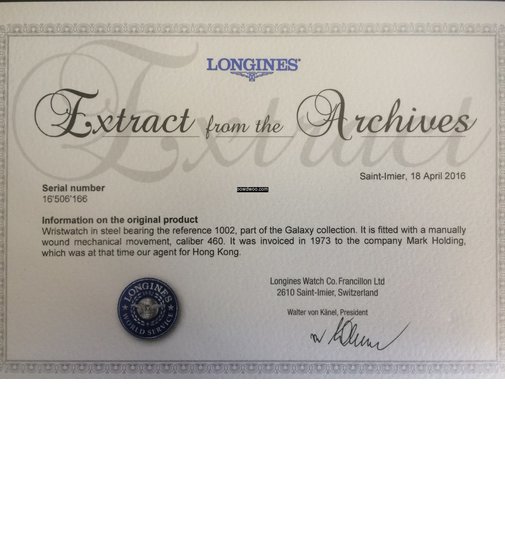 LONGINES
Extract from the Archives
Saint-Imier, 18 April 2016
powdwoo.com
Serial number
16'506'166
Information on the original product
Wristwatch in steel bearing the reference 1002, part of the Galaxy collection. It is fitted with a manually
wound mechanical movement, caliber 460. It was invoiced in 1973 to the company Mark Holding,
which was at that time our agent for Hong Kong.
Longines Watch Co. Francillon Ltd
2610 Saint-Imier, Switzerland
Walter von Känel, President
LONGINES
WORLD SERVICE